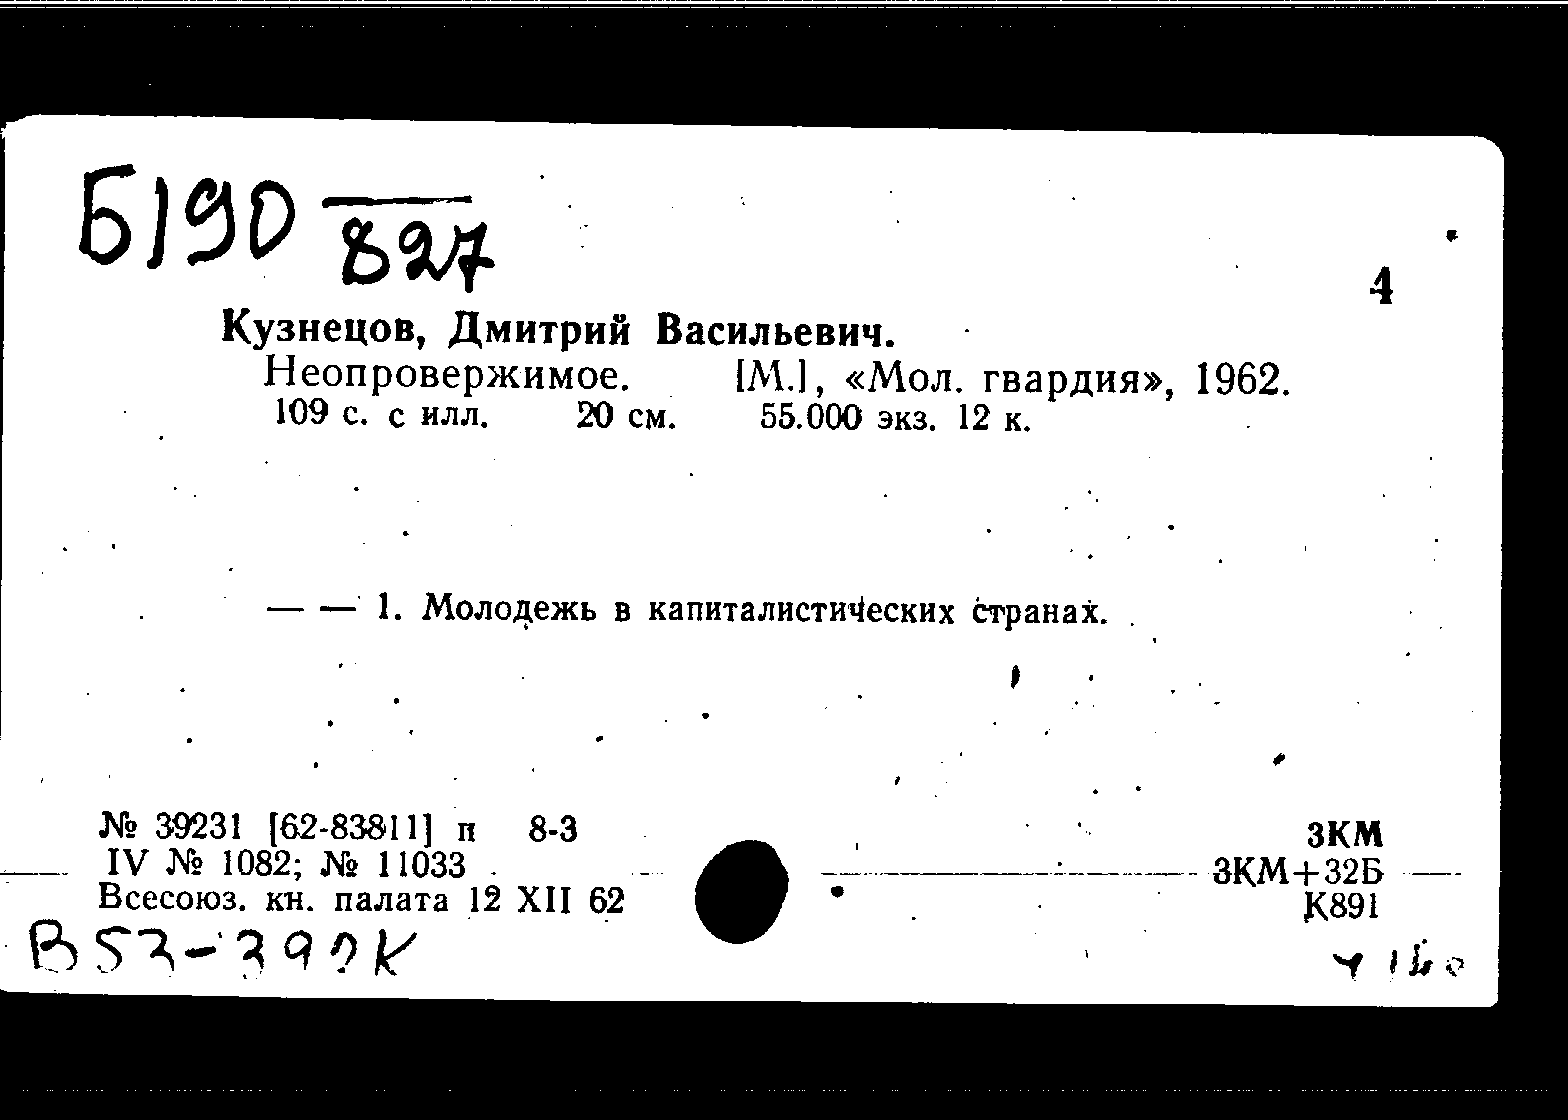 Б190 827
4
Кузнецов, Дмитрий Васильевич.
Неопровержимое. [М.], «Мол. гвардия», 1962.
109 с. с илл. 20 см. 55.000 экз. 12 к.
— — 1. Молодежь в капиталистических странах.
№ 39231 [62-83811] п 8-3
ЗКМ
IV № 1082; № 11033
ЗКМ+32Б
Всесоюз. кн. палата 12 XII 62
К891